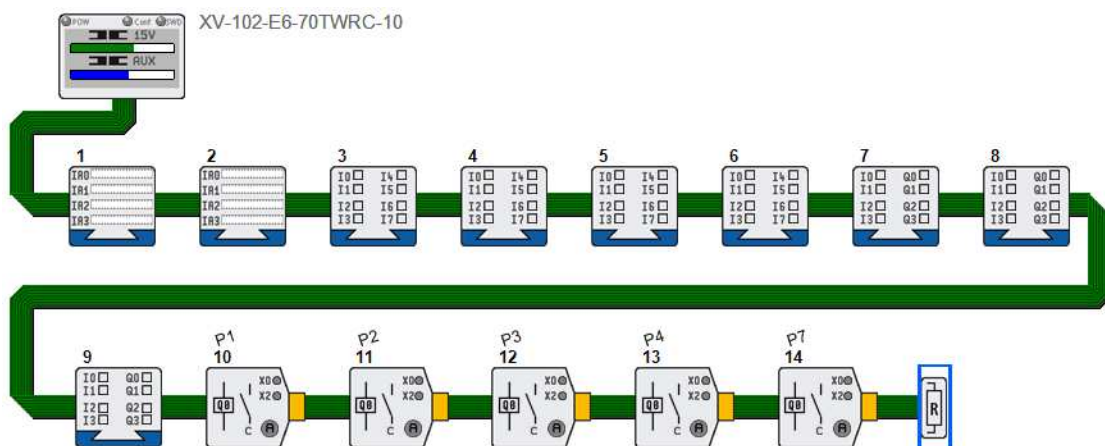 POW Conf SWD XV-102-E6-70TWRC-10
15V
AUX
1 2 3 4 5 6 7 8
IA0 IA0 I0 I4 I0 I4 I0 I4 I0 I4 I0 Q0 I0 Q0
IA1 IA1 I1 I5 I1 I5 I1 I5 I1 I5 I1 Q1 I1 Q1
IA2 IA2 I2 I6 I2 I6 I2 I6 I2 I6 I2 Q2 I2 Q2
IA3 IA3 I3 I7 I3 I7 I3 I7 I3 I7 I3 Q3 I3 Q3
P1 P2 P3 P4 P7
9 10 11 12 13 14
I0 Q0 X0 X0 X0 X0 X0
I1 Q1 X2 X2 X2 X2 X2
I2 Q2 Q0 Q0 Q0 Q0 Q0 R
I3 Q3 C A C A C A C A C A